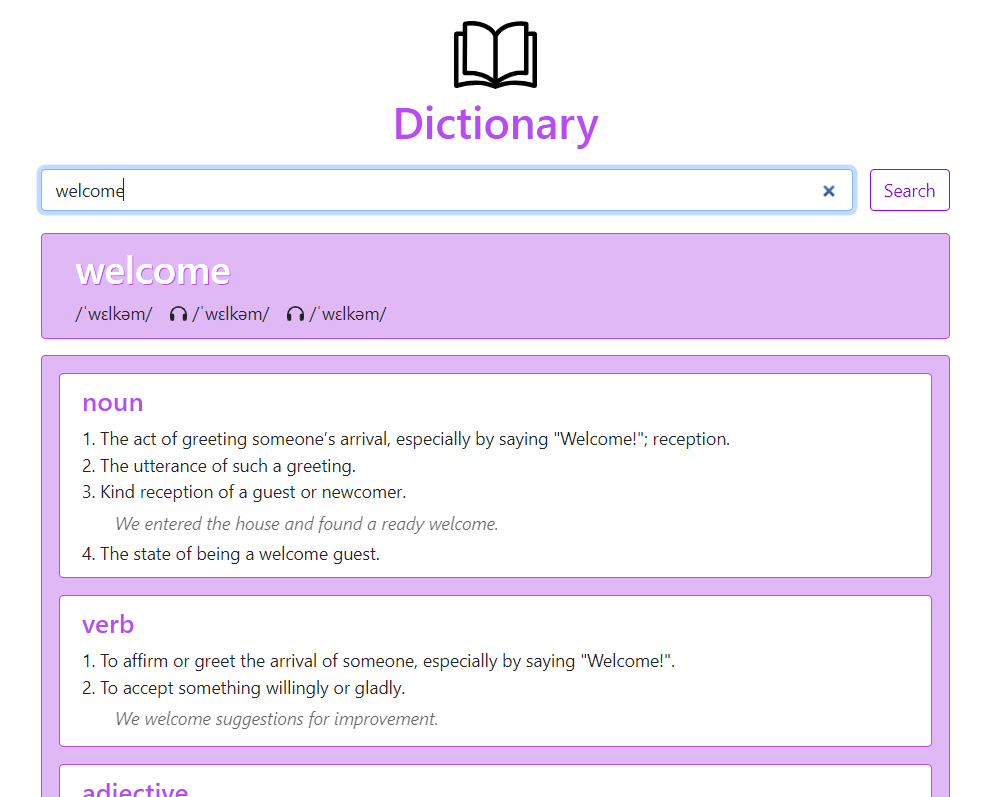 Dictionary
welcome
Search
welcome
/ˈwɛlkəm/ /ˈwɛlkəm/ /ˈwɛlkəm/
noun
1. The act of greeting someone’s arrival, especially by saying "Welcome!"; reception.
2. The utterance of such a greeting.
3. Kind reception of a guest or newcomer.
We entered the house and found a ready welcome.
4. The state of being a welcome guest.
verb
1. To affirm or greet the arrival of someone, especially by saying "Welcome!".
2. To accept something willingly or gladly.
We welcome suggestions for improvement.
adjective